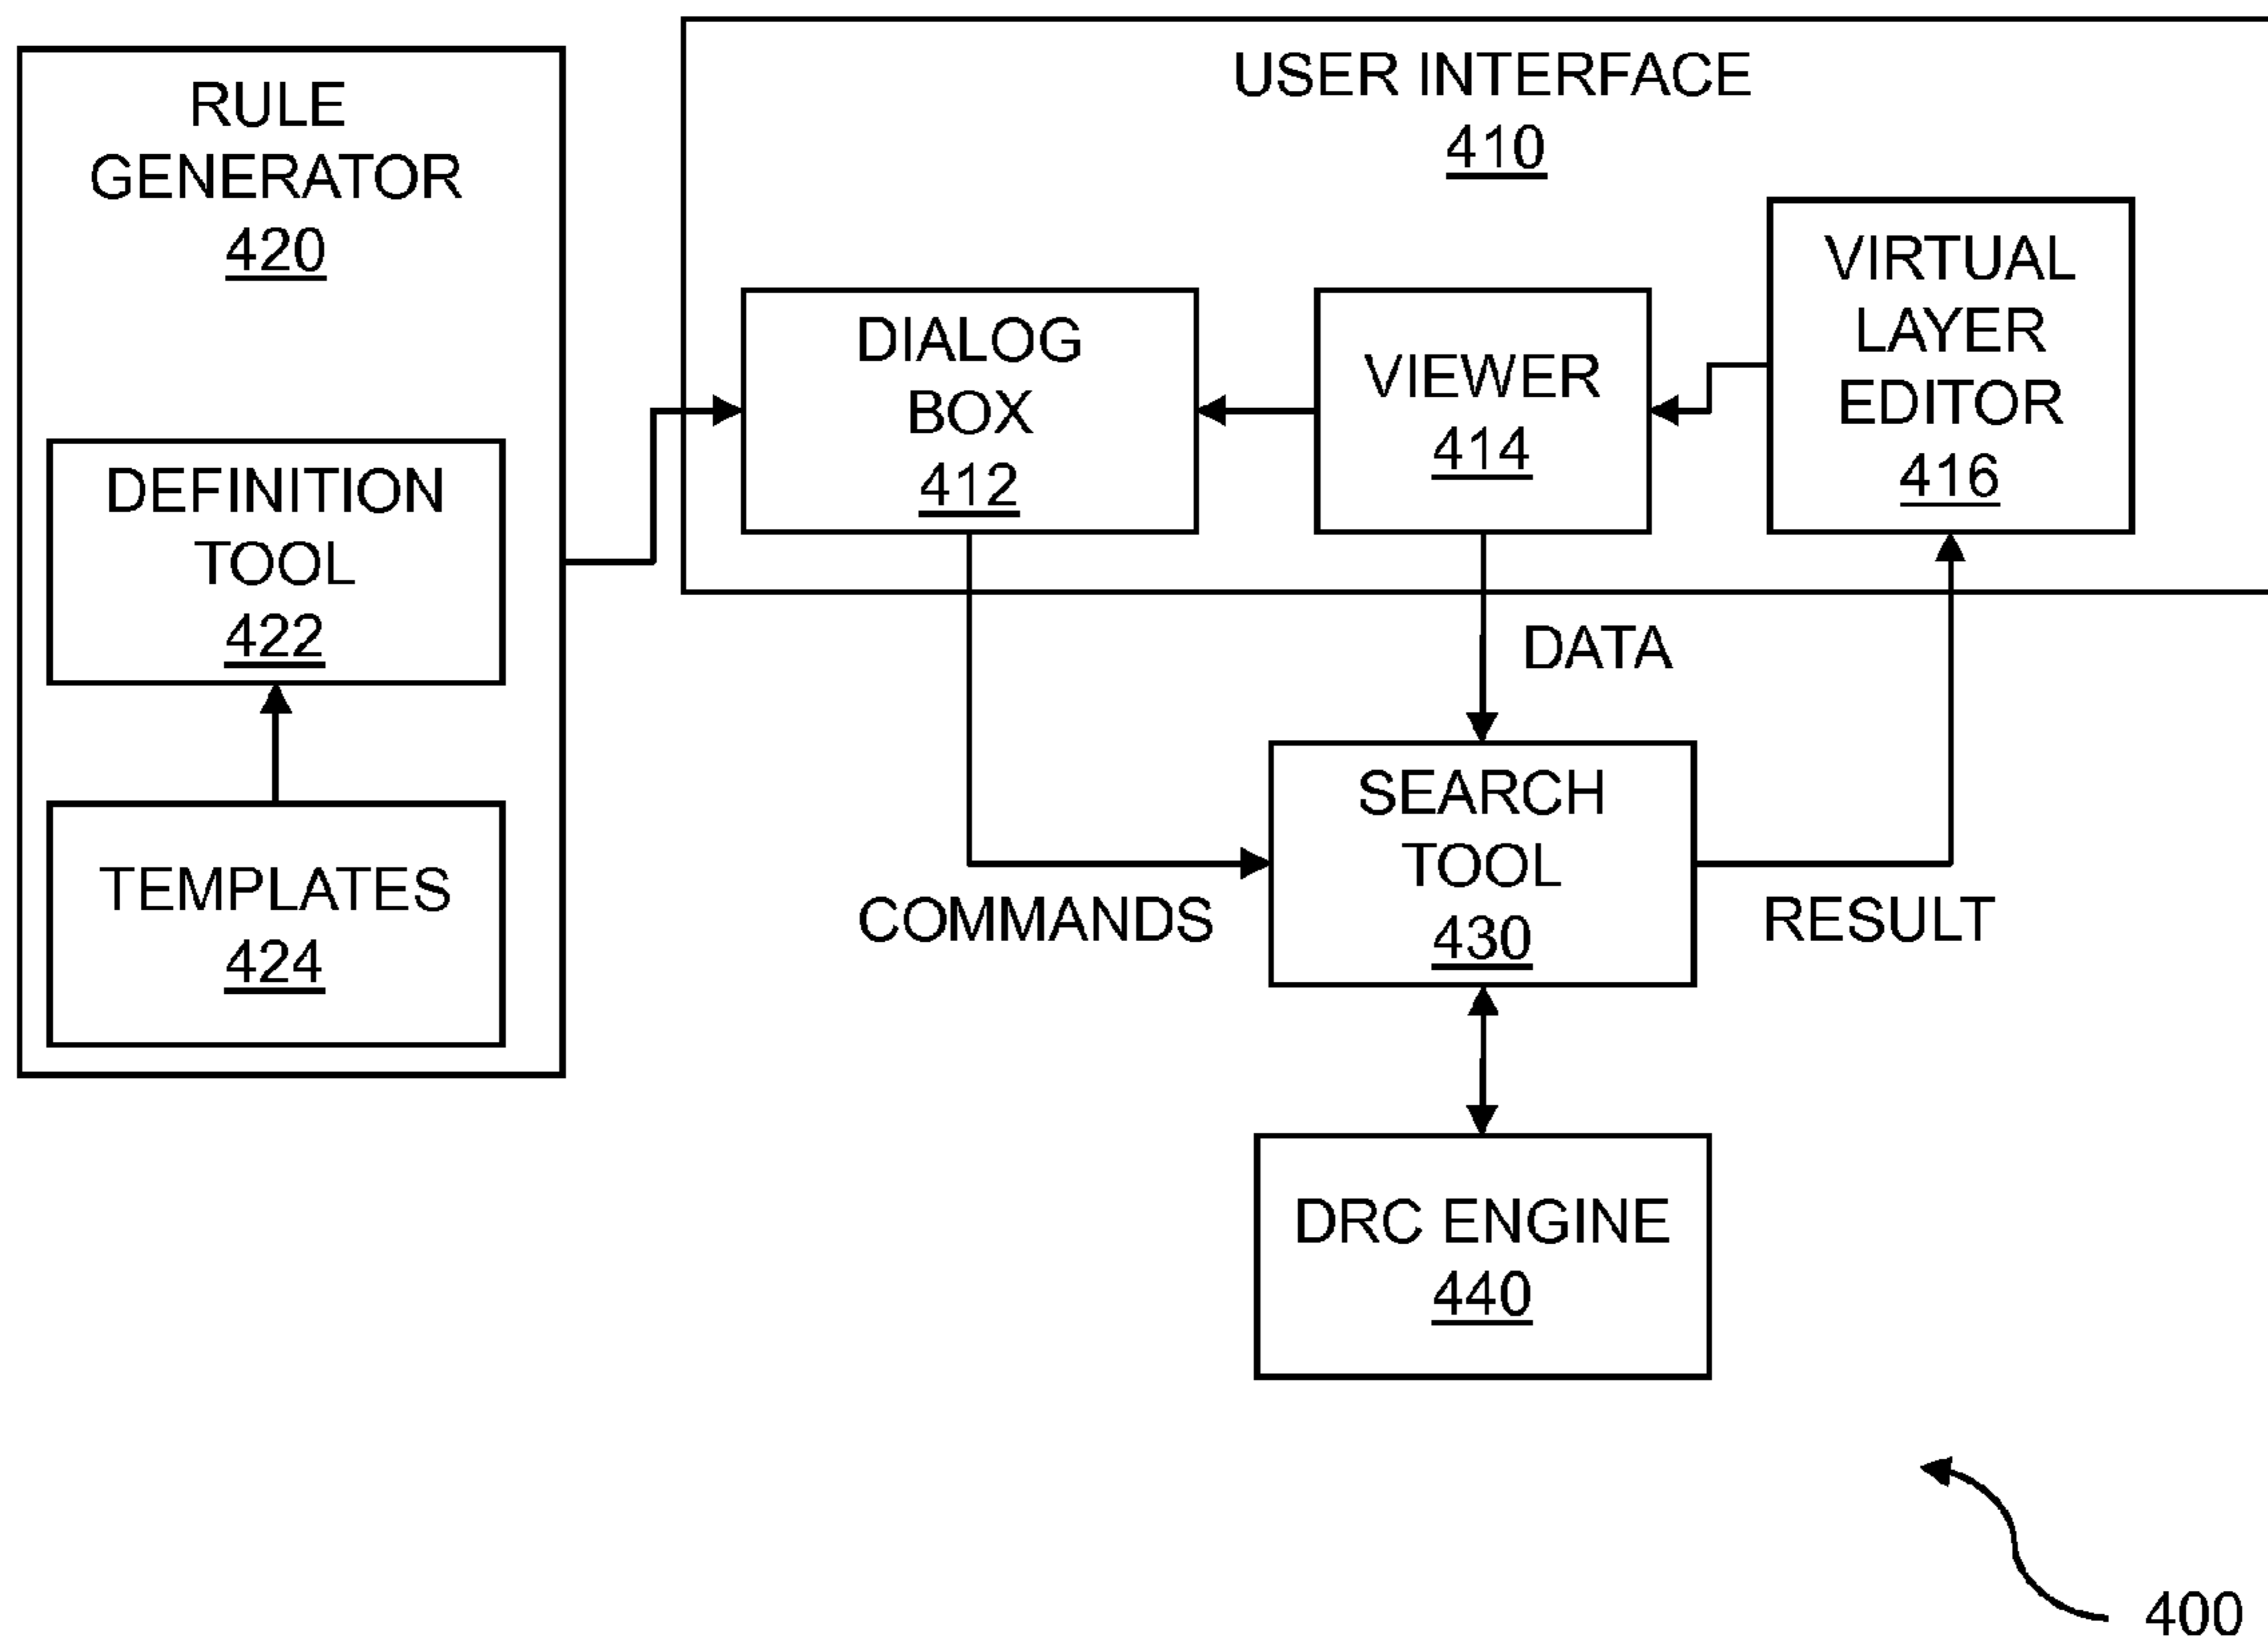 RULE
GENERATOR
420
DEFINITION
TOOL
422
TEMPLATES
424
USER INTERFACE
410
DIALOG
BOX
412
VIEWER
414
VIRTUAL
LAYER
EDITOR
416
DATA
COMMANDS
SEARCH
TOOL
430
RESULT
DRC ENGINE
440
400